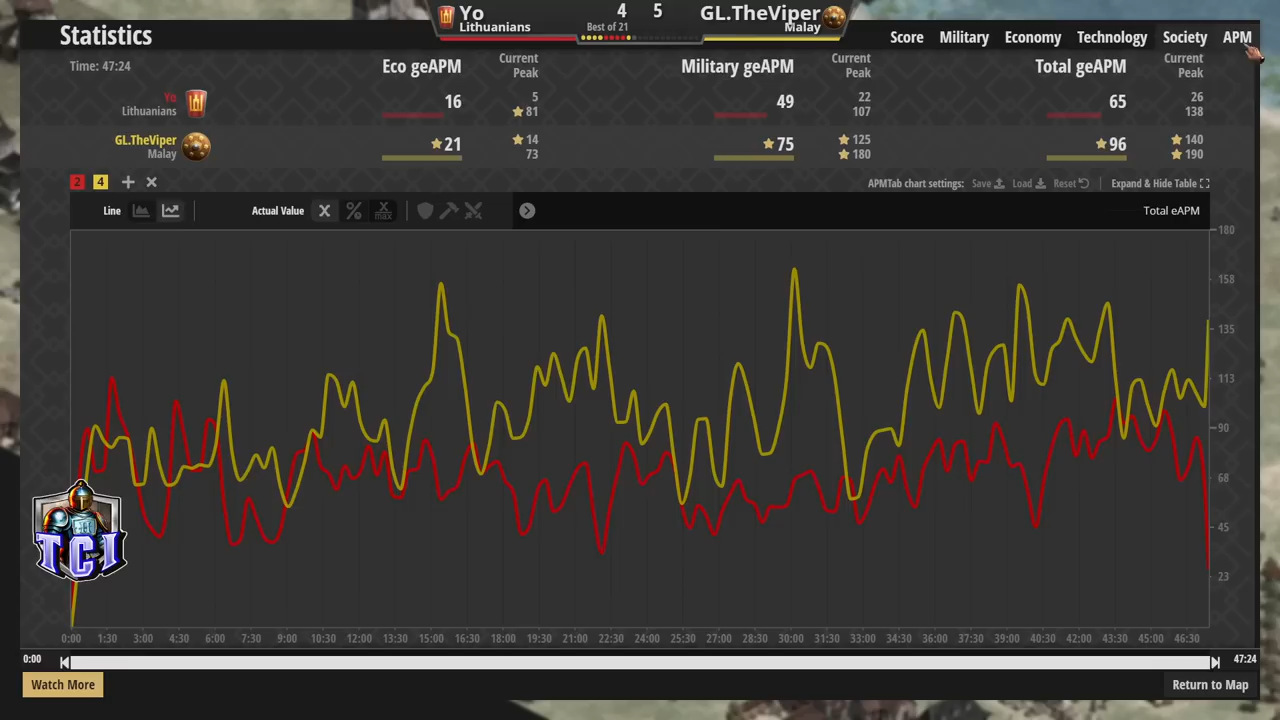 Yo 4 5 GL.TheViper
Lithuanians Best of 21 Malay
Statistics
Score Military Economy Technology Society APM
Time: 47:24
Eco geAPM Current Peak Military geAPM Current Peak Total geAPM Current Peak
Yo
Lithuanians
16 5 81 49 22 107 65 26 138
GL.TheViper
Malay
21 14 73 75 125 180 96 140 190
2 4
APMTab chart settings: Save Load Reset Expand & Hide Table
Line Actual Value X % X max Total eAPM
180
158
135
113
90
68
45
23
TCI
0:00 1:30 3:00 4:30 6:00 7:30 9:00 10:30 12:00 13:30 15:00 16:30 18:00 19:30 21:00 22:30 24:00 25:30 27:00 28:30 30:00 31:30 33:00 34:30 36:00 37:30 39:00 40:30 42:00 43:30 45:00 46:30
0:00 47:24
Watch More Return to Map